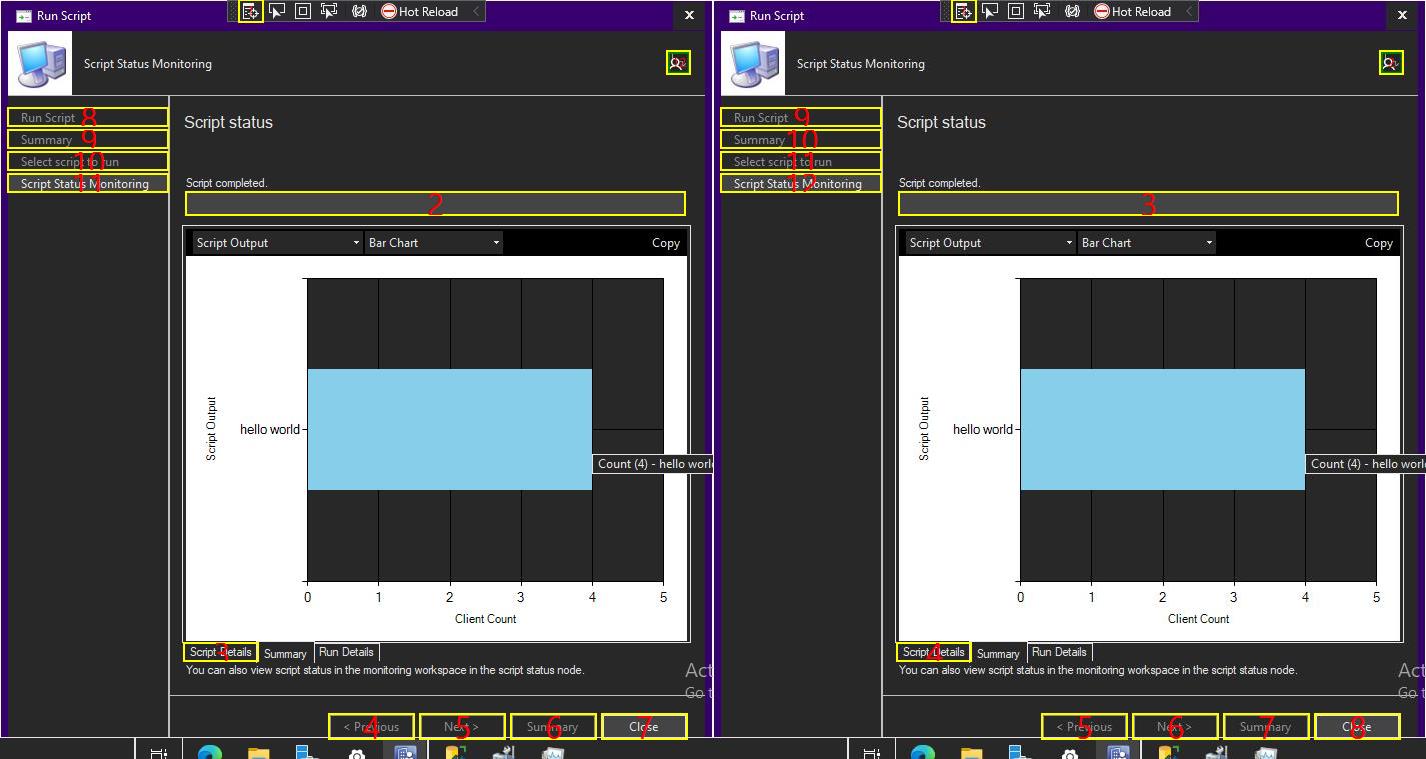 Run Script
Hot Reload
Script Status Monitoring
Run Script 8
Summary 9
Select script to run 10
Script Status Monitoring 11
Script status
Script completed.
2
Script Output
Bar Chart
Copy
Script Output
hello world
Count (4) - hello worl
0 1 2 3 4 5
Client Count
Script Details
Summary
Run Details
You can also view script status in the monitoring workspace in the script status node.
Act
Go t
< Previous 4
Next > 5
Summary 6
Close 7
Run Script
Hot Reload
Script Status Monitoring
Run Script 9
Summary 10
Select script to run 11
Script Status Monitoring 12
Script status
Script completed.
3
Script Output
Bar Chart
Copy
Script Output
hello world
Count (4) - hello worl
0 1 2 3 4 5
Client Count
Script Details 4
Summary
Run Details
You can also view script status in the monitoring workspace in the script status node.
Act
Go t
< Previous 5
Next > 6
Summary 7
Close 8